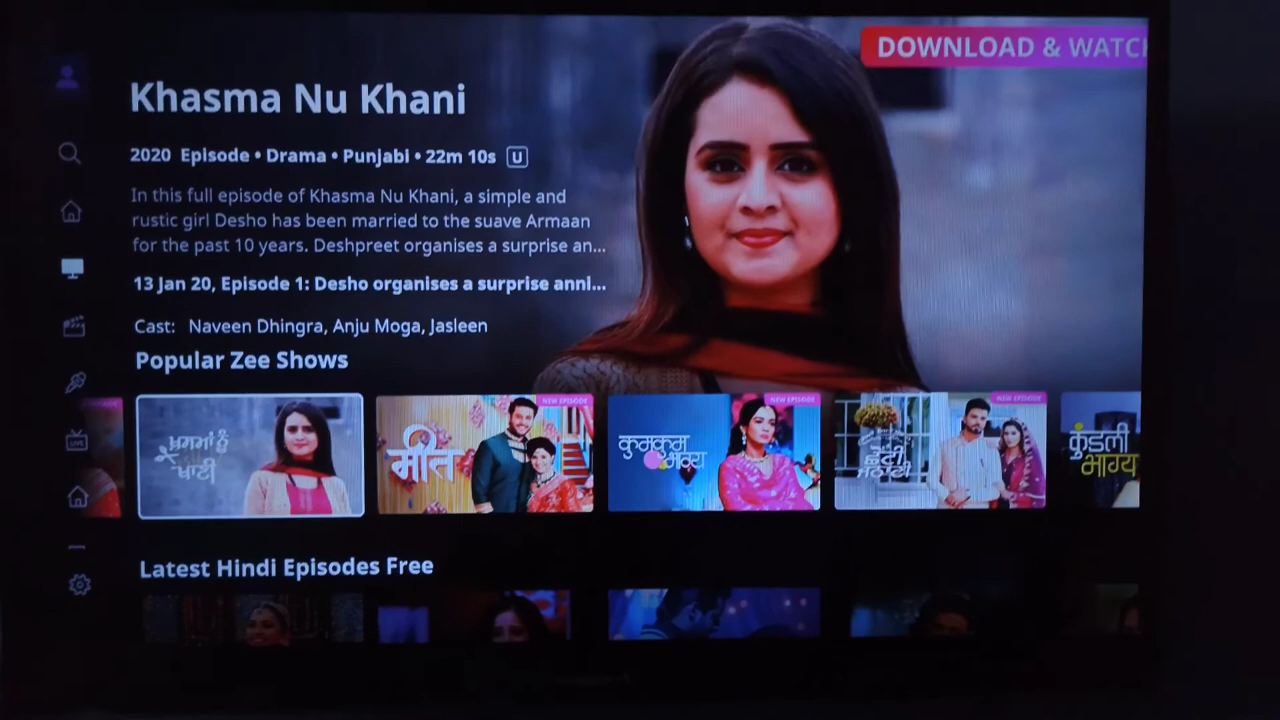 DOWNLOAD & WATCH
Khasma Nu Khani
2020 Episode • Drama • Punjabi • 22m 10s U
In this full episode of Khasma Nu Khani, a simple and
rustic girl Desho has been married to the suave Armaan
for the past 10 years. Deshpreet organises a surprise an...
13 Jan 20, Episode 1: Desho organises a surprise anni...
Cast: Naveen Dhingra, Anju Moga, Jasleen
Popular Zee Shows
NEW EPISODE
NEW EPISODE
NEW EPISODE
ਖ਼ਸਮਾਂ ਨੂੰ
ਖਾਣੀ
मीत
कुमकुम
भाग्य
ਛੋਟੀ
ਜਠਾਣੀ
कुंडली
भाग्य
LIVE
Latest Hindi Episodes Free